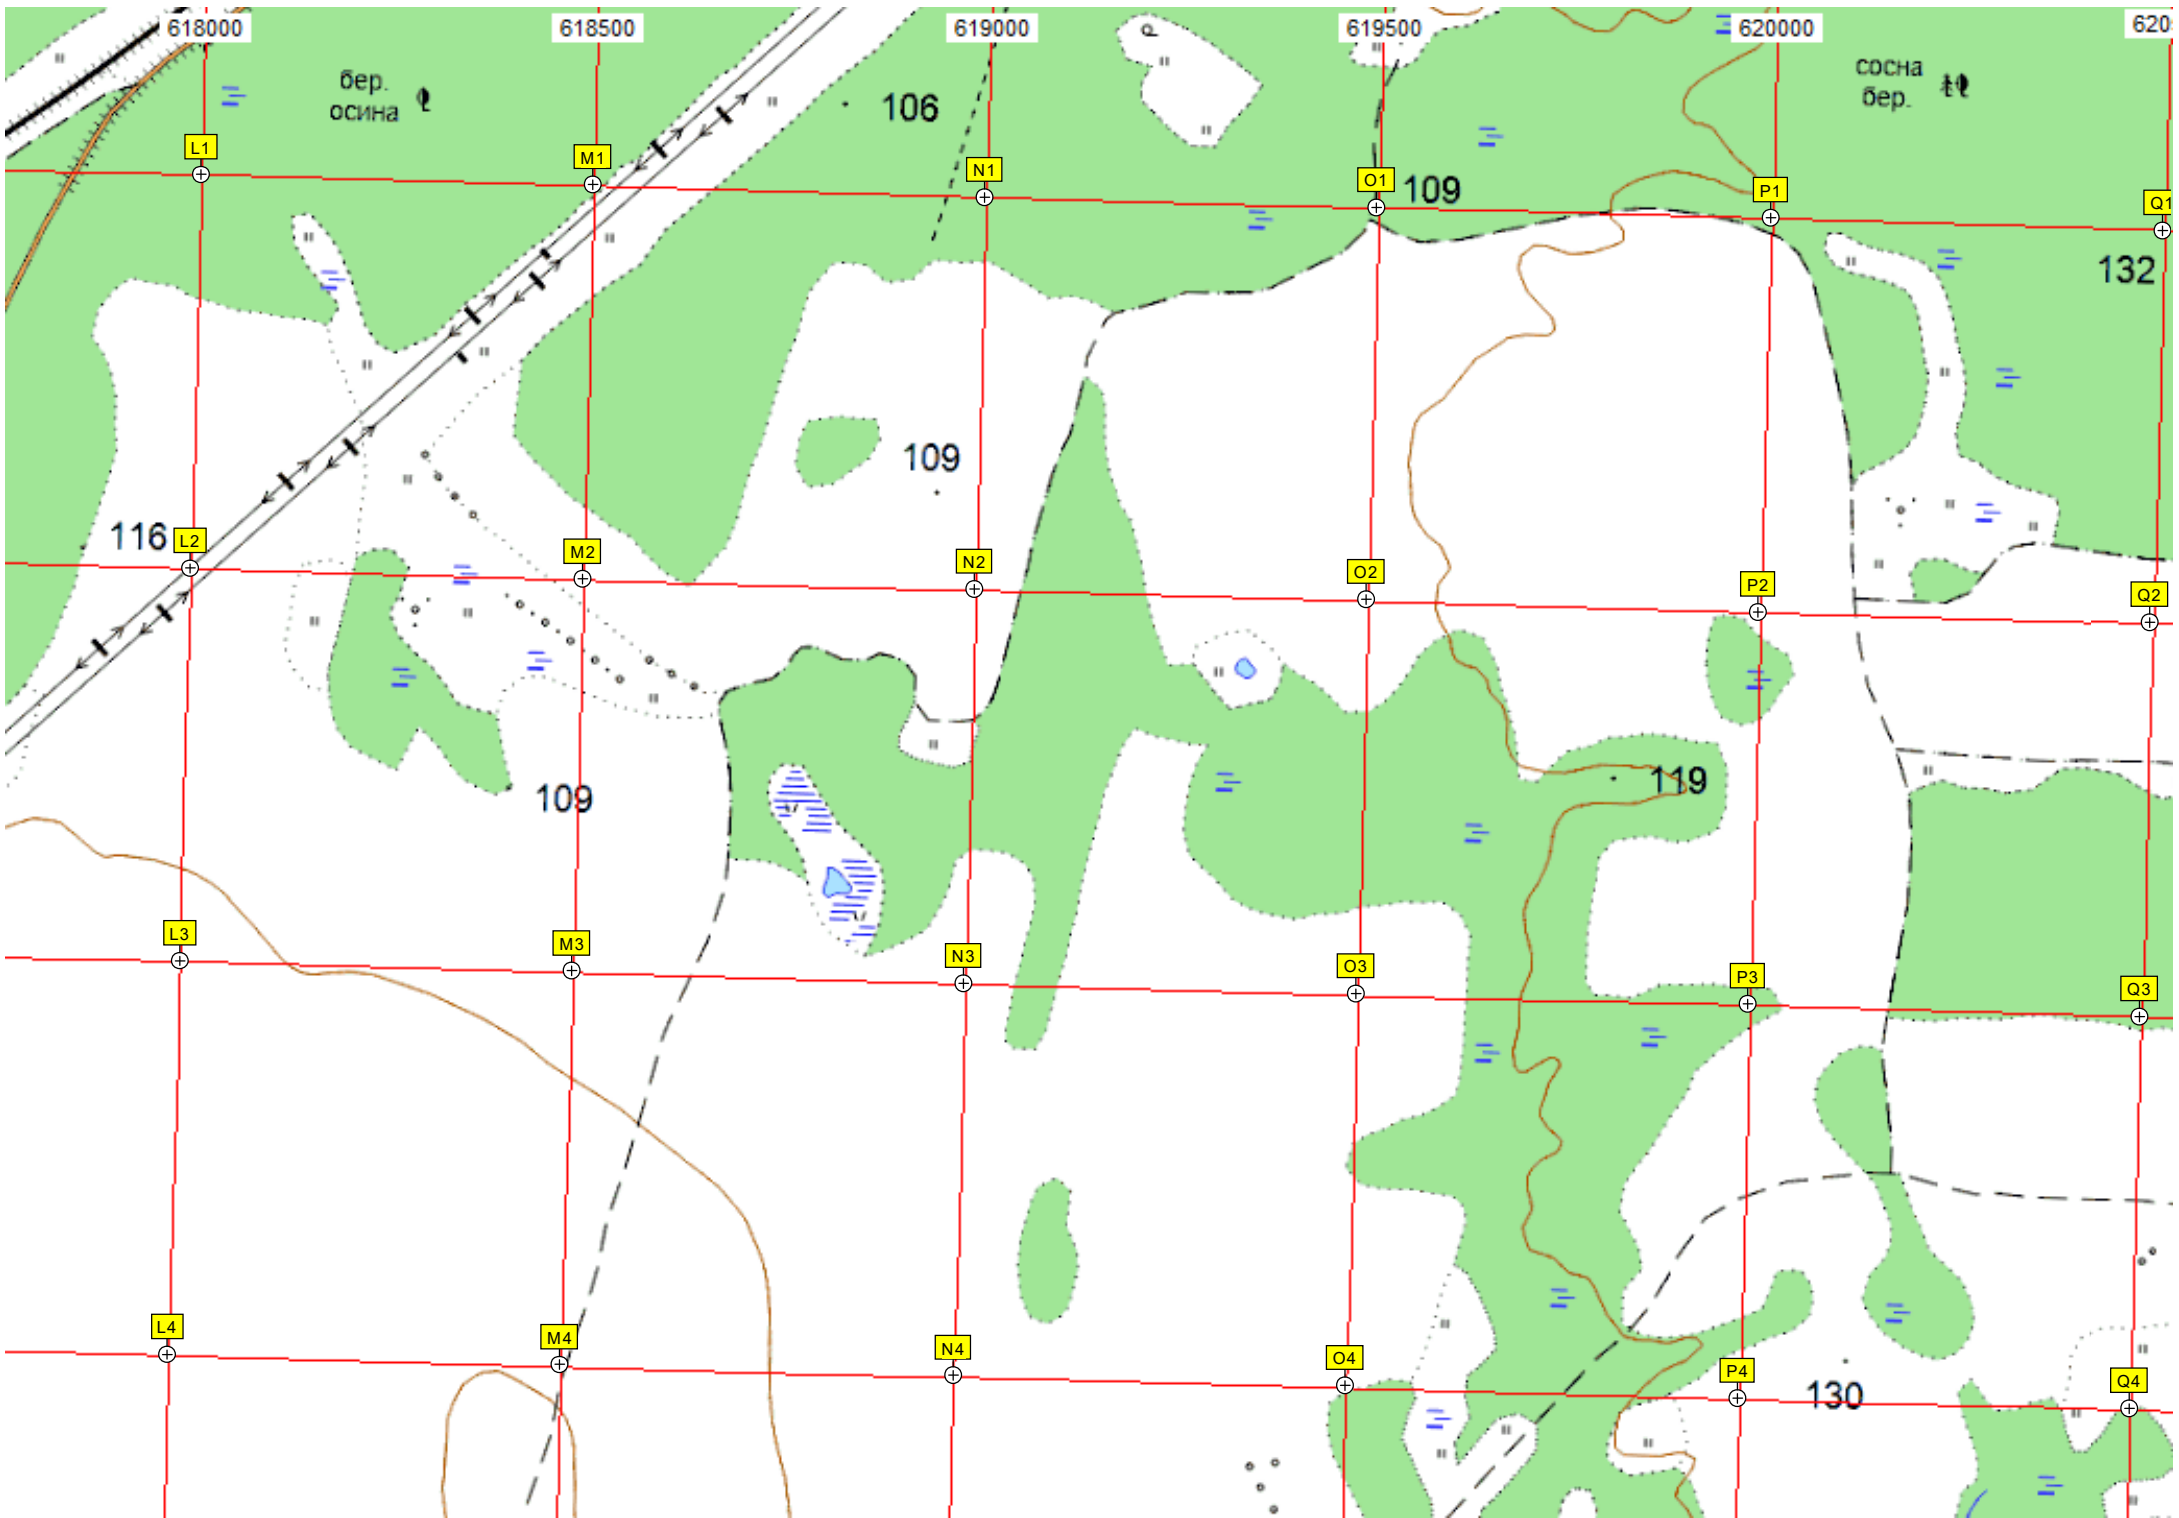 618000 618500 619000 619500 620000 620
бер.
осина
106
сосна
бер.
L1 M1 N1 O1 109 P1 Q1
132
109
116 L2 M2 N2 O2 P2 Q2
109
119
L3 M3 N3 O3 P3 Q3
L4 M4 N4 O4 P4 Q4
130